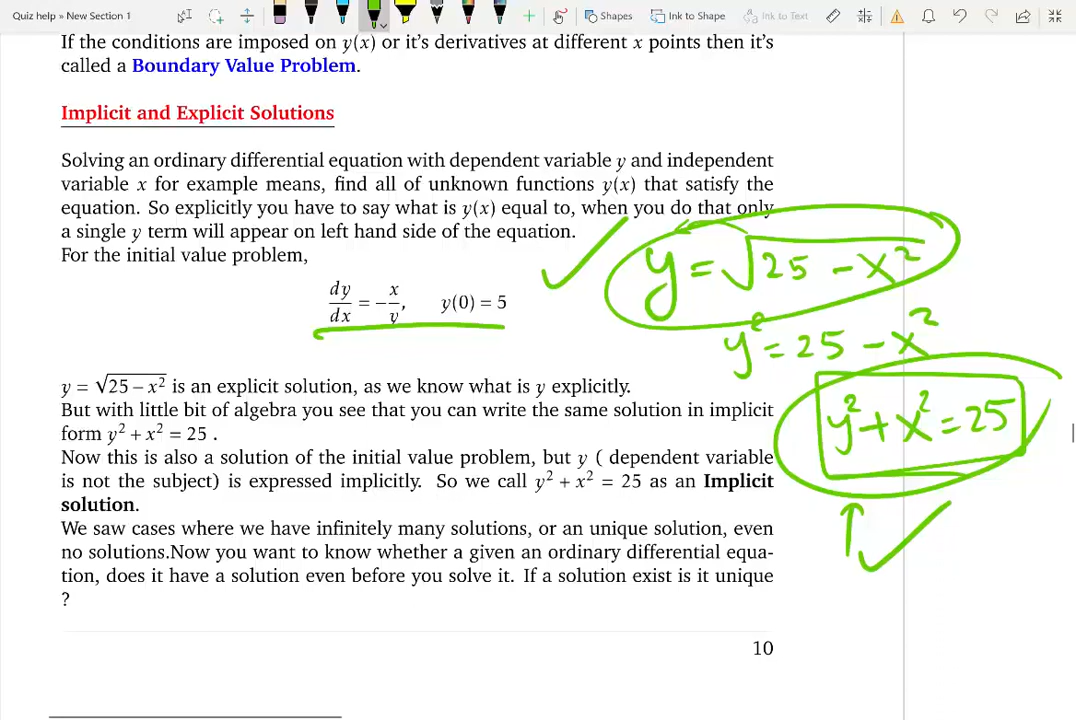 Quiz help » New Section 1
Shapes
Ink to Shape
Ink to Text
If the conditions are imposed on y(x) or it's derivatives at different x points then it's
called a Boundary Value Problem.
Implicit and Explicit Solutions
Solving an ordinary differential equation with dependent variable y and independent
variable x for example means, find all of unknown functions y(x) that satisfy the
equation. So explicitly you have to say what is y(x) equal to, when you do that only
a single y term will appear on left hand side of the equation.
For the initial value problem,
dy/dx = −x/y, y(0) = 5
y = √25 − x²
y² = 25 − x²
y² + x² = 25
y = √25 − x² is an explicit solution, as we know what is y explicitly.
But with little bit of algebra you see that you can write the same solution in implicit
form y² + x² = 25 .
Now this is also a solution of the initial value problem, but y ( dependent variable
is not the subject) is expressed implicitly. So we call y² + x² = 25 as an Implicit
solution.
We saw cases where we have infinitely many solutions, or an unique solution, even
no solutions.Now you want to know whether a given an ordinary differential equa-
tion, does it have a solution even before you solve it. If a solution exist is it unique
?
10